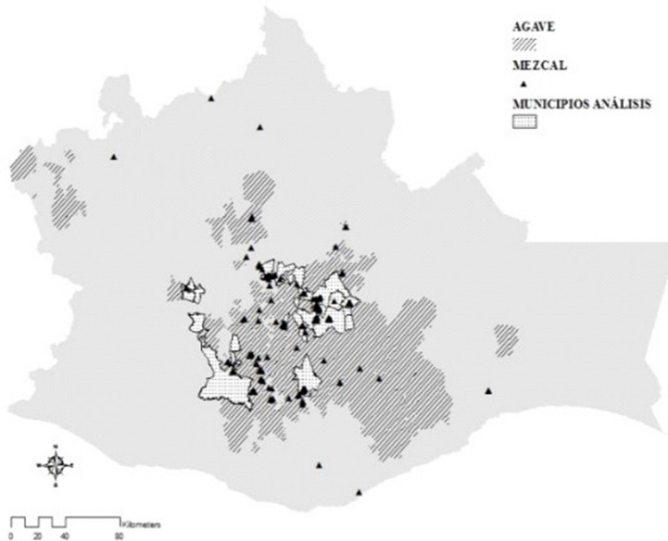 AGAVE
MEZCAL
MUNICIPIOS ANÁLISIS
N
W E
S
Kilometers
0 20 40 80